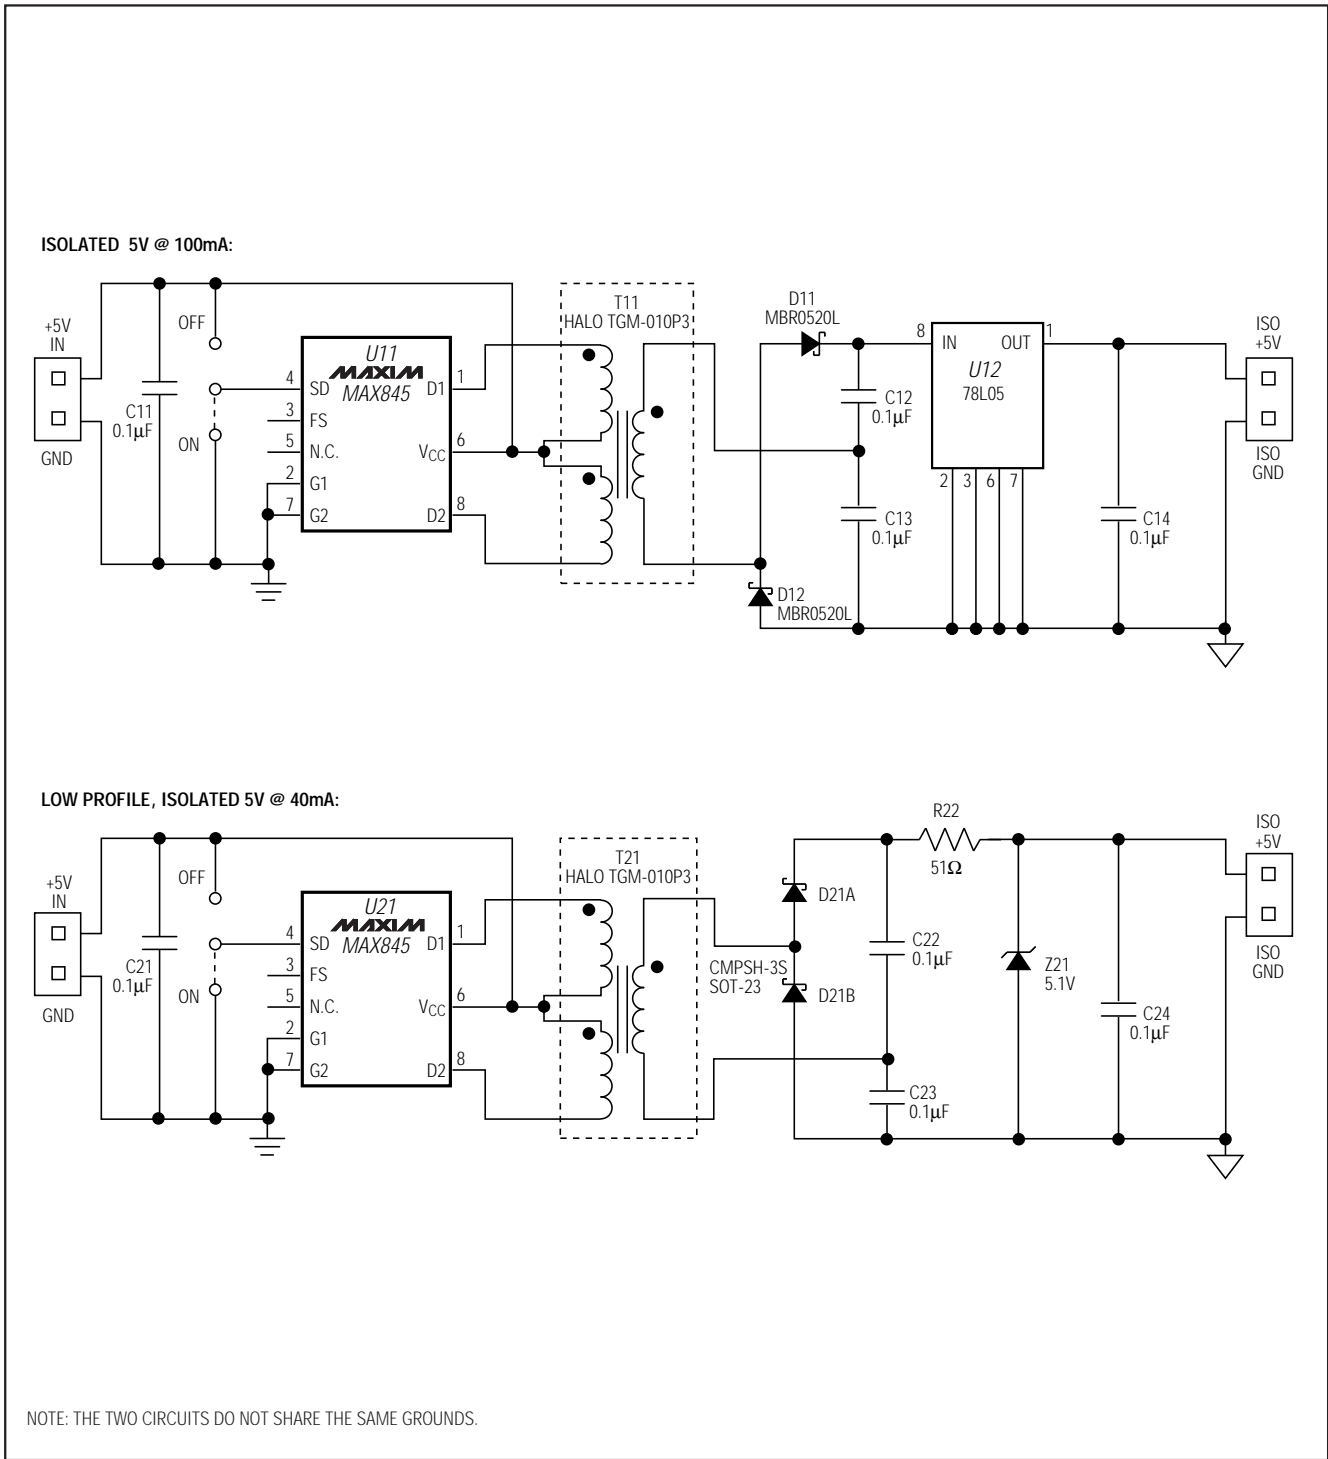 ISOLATED 5V @ 100mA:
+5V
IN
GND
C11
0.1μF
OFF
ON
U11
MAXIM
MAX845
4
SD
3
FS
5
N.C.
2
G1
7
G2
D1
1
VCC
6
D2
8
T11
HALO TGM-010P3
D11
MBR0520L
D12
MBR0520L
C12
0.1μF
C13
0.1μF
8
IN
OUT
1
U12
78L05
2
3
6
7
C14
0.1μF
ISO
+5V
ISO
GND
LOW PROFILE, ISOLATED 5V @ 40mA:
+5V
IN
GND
C21
0.1μF
OFF
ON
U21
MAXIM
MAX845
4
SD
3
FS
5
N.C.
2
G1
7
G2
D1
1
VCC
6
D2
8
T21
HALO TGM-010P3
D21A
CMPSH-3S
SOT-23
D21B
R22
51Ω
C22
0.1μF
C23
0.1μF
Z21
5.1V
C24
0.1μF
ISO
+5V
ISO
GND
NOTE: THE TWO CIRCUITS DO NOT SHARE THE SAME GROUNDS.